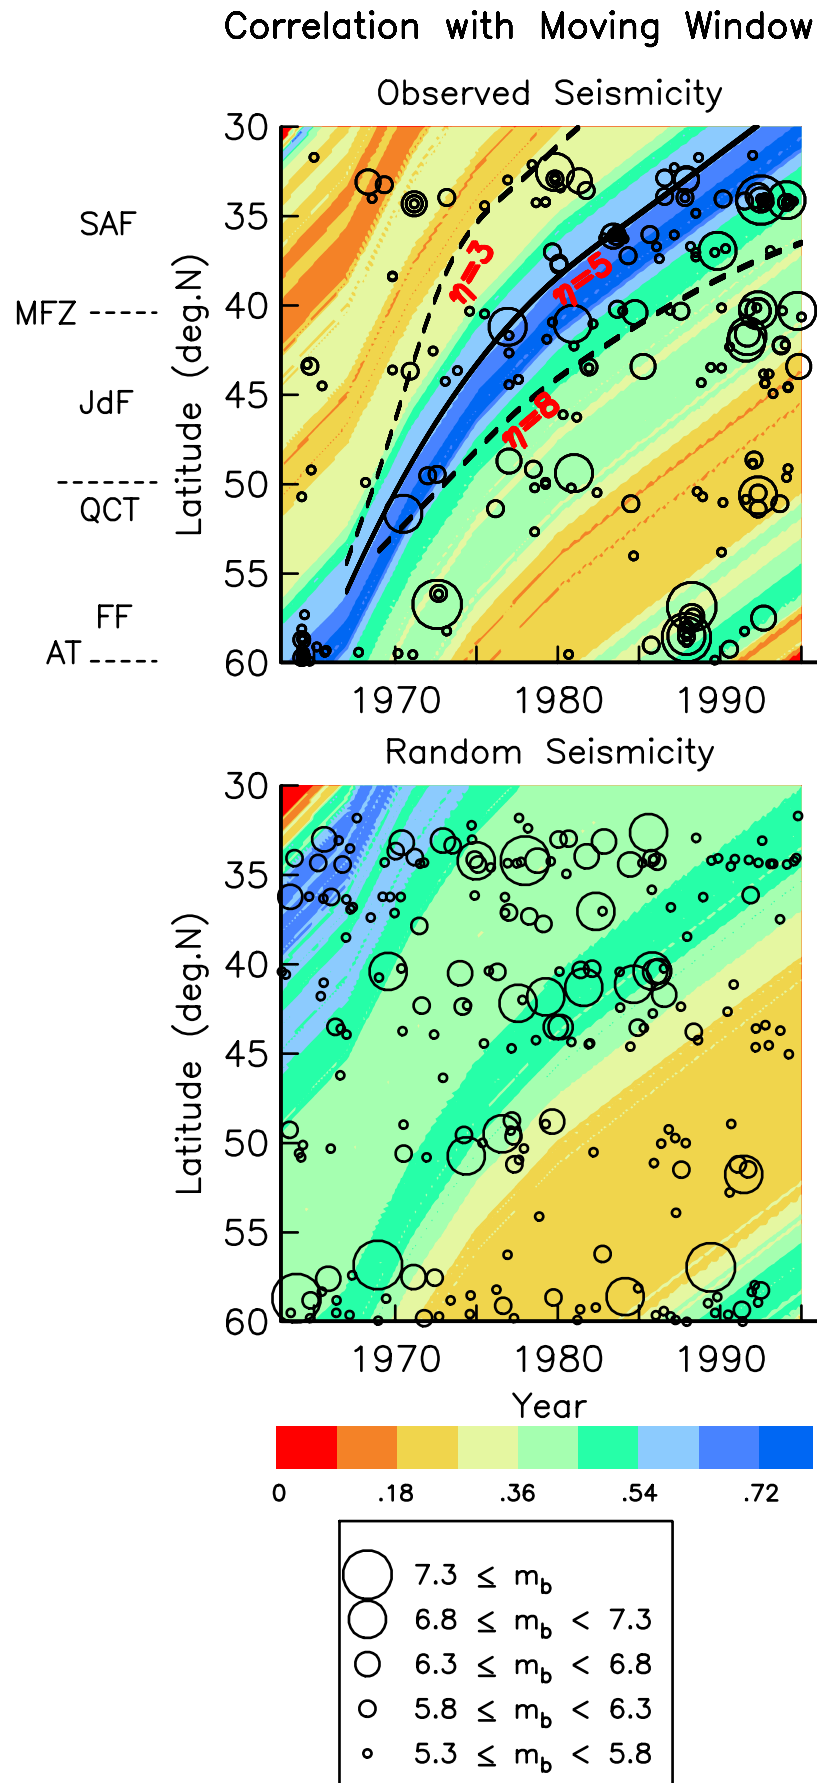 Correlation with Moving Window
Observed Seismicity
30
35
40
45
50
55
60
Latitude (deg.N)
SAF
MFZ
JdF
QCT
FF
AT
η=3
η=5
η=8
1970
1980
1990
Random Seismicity
30
35
40
45
50
55
60
Latitude (deg.N)
1970
1980
1990
Year
0 .18 .36 .54 .72
7.3 ≤ mb
6.8 ≤ mb < 7.3
6.3 ≤ mb < 6.8
5.8 ≤ mb < 6.3
5.3 ≤ mb < 5.8